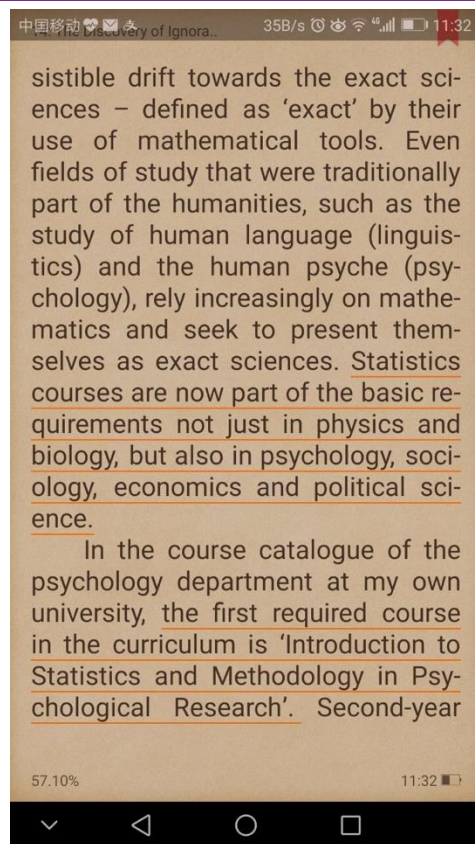 中国移动 35B/s 46 11:32
14. The Discovery of Ignora..
sistible drift towards the exact sci-
ences – defined as ‘exact’ by their
use of mathematical tools. Even
fields of study that were traditionally
part of the humanities, such as the
study of human language (linguis-
tics) and the human psyche (psy-
chology), rely increasingly on mathe-
matics and seek to present them-
selves as exact sciences. Statistics
courses are now part of the basic re-
quirements not just in physics and
biology, but also in psychology, soci-
ology, economics and political sci-
ence.
In the course catalogue of the
psychology department at my own
university, the first required course
in the curriculum is ‘Introduction to
Statistics and Methodology in Psy-
chological Research’. Second-year
57.10% 11:32